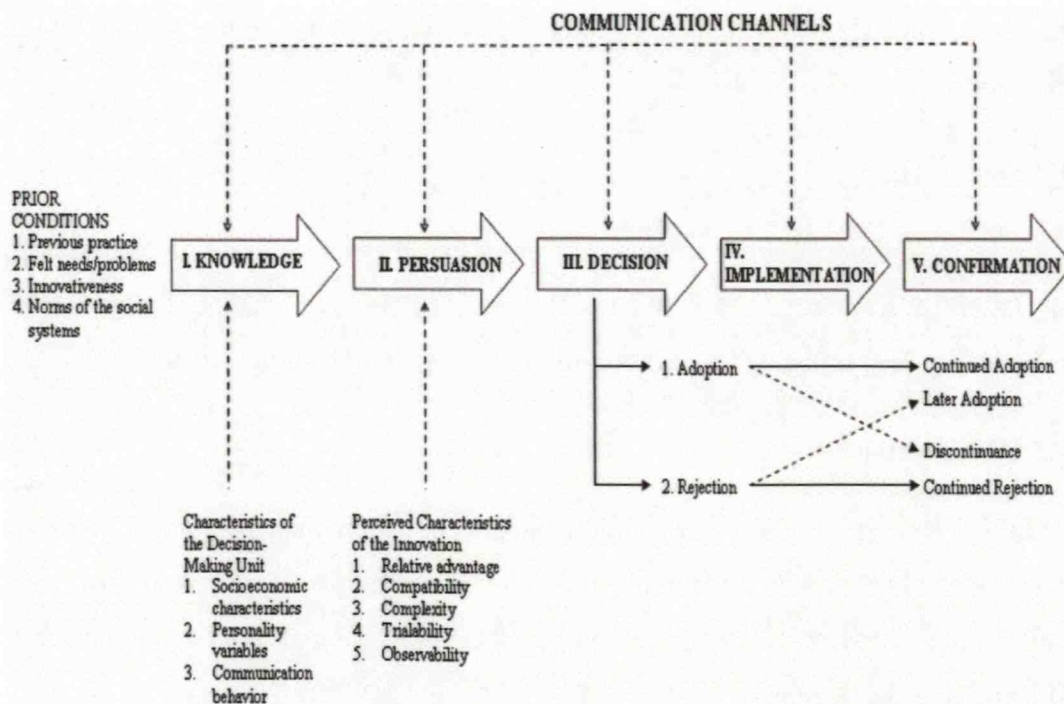 COMMUNICATION CHANNELS
PRIOR
CONDITIONS
1. Previous practice
2. Felt needs/problems
3. Innovativeness
4. Norms of the social
systems
I. KNOWLEDGE
II. PERSUASION
III. DECISION
IV.
IMPLEMENTATION
V. CONFIRMATION
1. Adoption
2. Rejection
Continued Adoption
Later Adoption
Discontinuance
Continued Rejection
Characteristics of
the Decision-
Making Unit
1. Socioeconomic
characteristics
2. Personality
variables
3. Communication
behavior
Perceived Characteristics
of the Innovation
1. Relative advantage
2. Compatibility
3. Complexity
4. Trialability
5. Observability